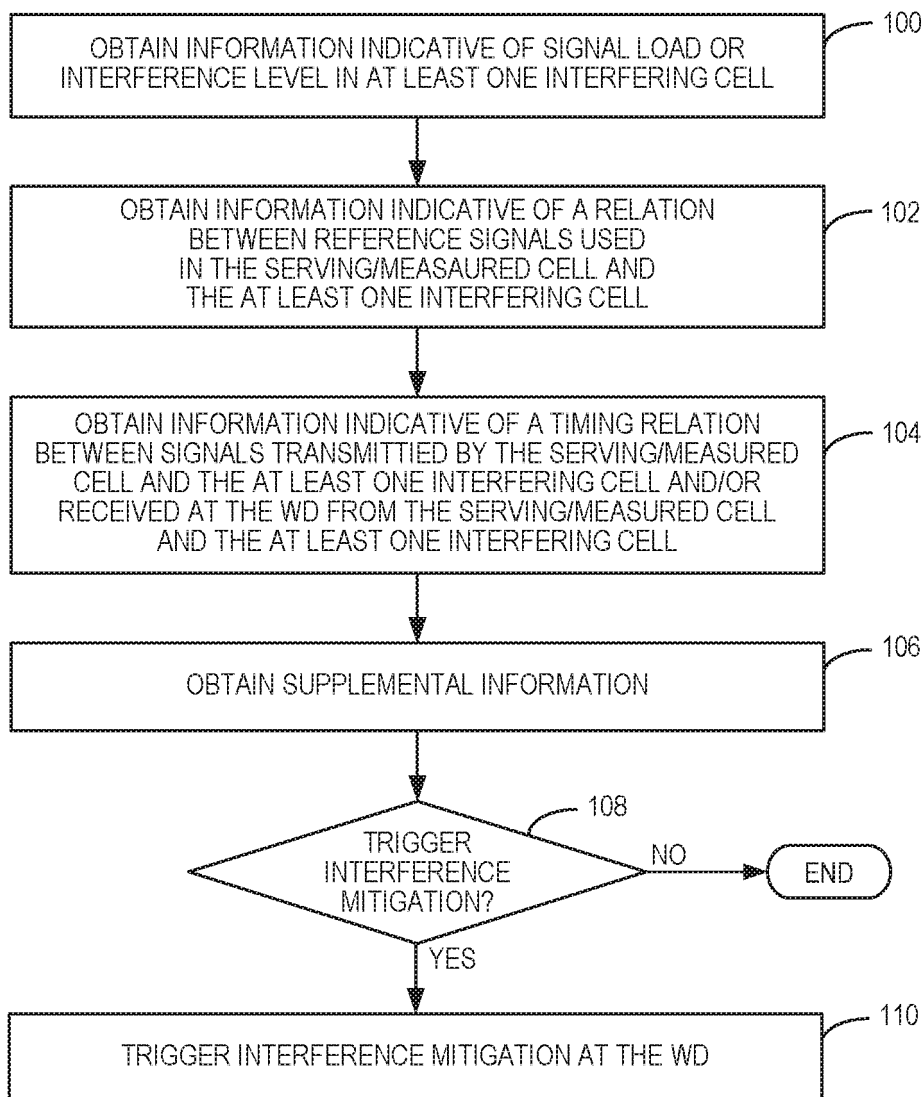 100
OBTAIN INFORMATION INDICATIVE OF SIGNAL LOAD OR
INTERFERENCE LEVEL IN AT LEAST ONE INTERFERING CELL
102
OBTAIN INFORMATION INDICATIVE OF A RELATION
BETWEEN REFERENCE SIGNALS USED
IN THE SERVING/MEASAURED CELL AND
THE AT LEAST ONE INTERFERING CELL
104
OBTAIN INFORMATION INDICATIVE OF A TIMING RELATION
BETWEEN SIGNALS TRANSMITTIED BY THE SERVING/MEASURED
CELL AND THE AT LEAST ONE INTERFERING CELL AND/OR
RECEIVED AT THE WD FROM THE SERVING/MEASURED CELL
AND THE AT LEAST ONE INTERFERING CELL
106
OBTAIN SUPPLEMENTAL INFORMATION
108
TRIGGER
INTERFERENCE
MITIGATION?
NO
END
YES
110
TRIGGER INTERFERENCE MITIGATION AT THE WD